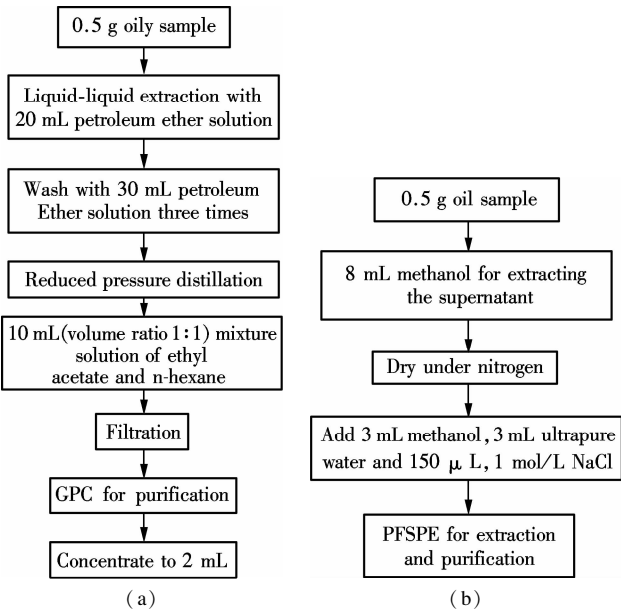 0.5 g oily sample
Liquid-liquid extraction with
20 mL petroleum ether solution
Wash with 30 mL petroleum
Ether solution three times
Reduced pressure distillation
10 mL(volume ratio 1:1) mixture
solution of ethyl
acetate and n-hexane
Filtration
GPC for purification
Concentrate to 2 mL
(a)
0.5 g oil sample
8 mL methanol for extracting
the supernatant
Dry under nitrogen
Add 3 mL methanol, 3 mL ultrapure
water and 150 μ L, 1 mol/L NaCl
PFSPE for extraction
and purification
(b)